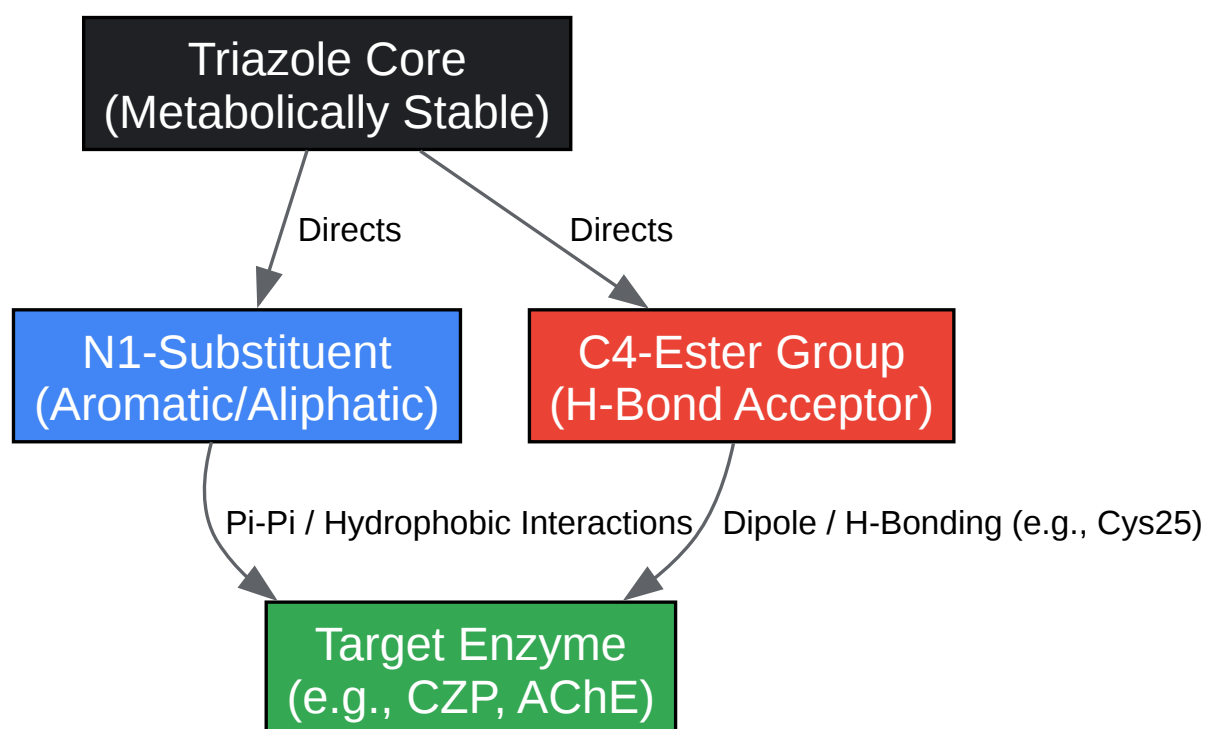 Triazole Core
(Metabolically Stable)
Directs
Directs
N1-Substituent
(Aromatic/Aliphatic)
C4-Ester Group
(H-Bond Acceptor)
Pi-Pi / Hydrophobic Interactions
Dipole / H-Bonding (e.g., Cys25)
Target Enzyme
(e.g., CZP, AChE)